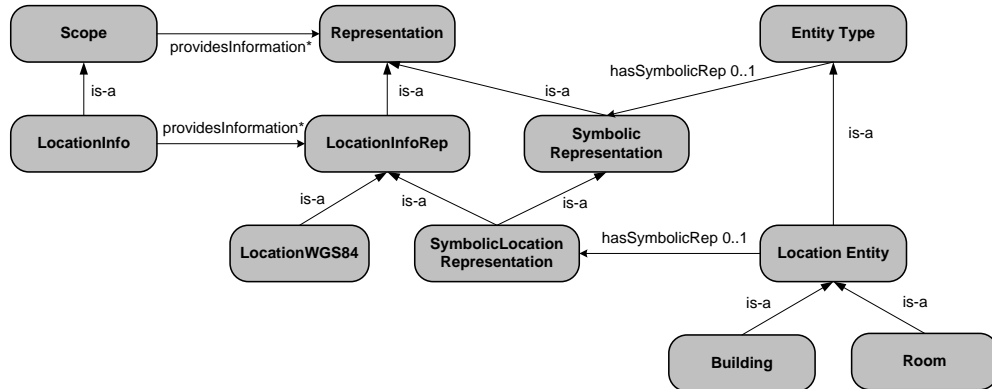 Scope
providesInformation*
Representation
Entity Type
hasSymbolicRep 0..1
is-a
is-a
is-a
LocationInfo
providesInformation*
LocationInfoRep
Symbolic
Representation
is-a
is-a
is-a
is-a
LocationWGS84
SymbolicLocation
Representation
hasSymbolicRep 0..1
Location Entity
is-a
is-a
Building
Room